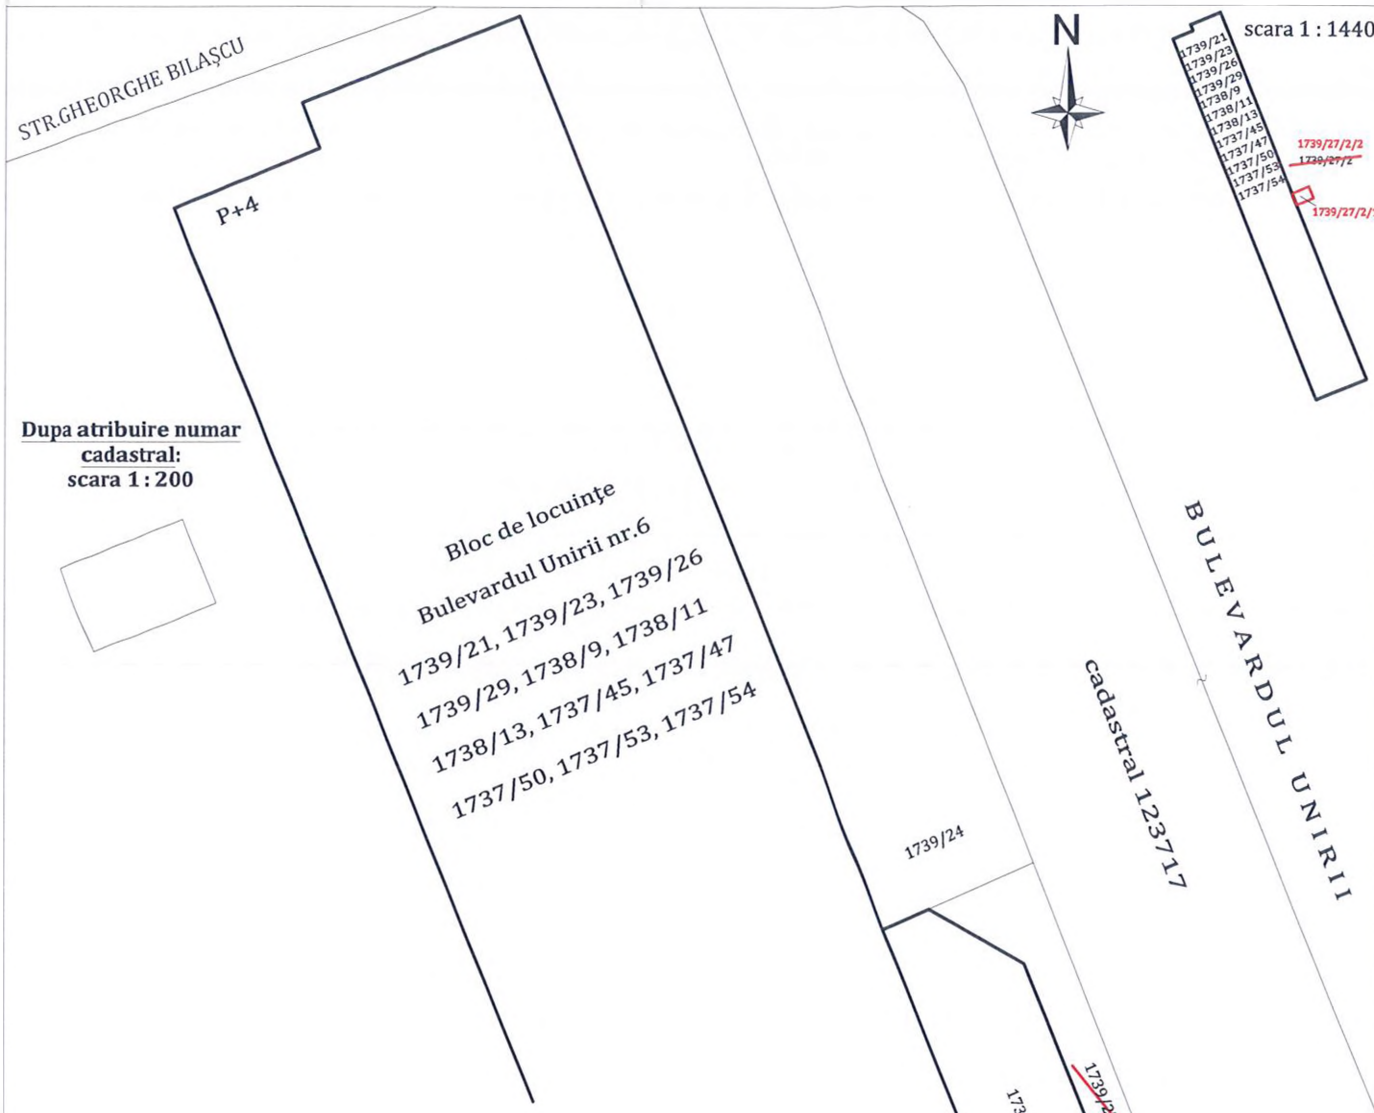 STR.GHEORGHE BILAŞCU
N
scara 1 : 1440
1739/21
1739/23
1739/26
1739/29
1738/9
1738/11
1738/13
1737/45
1737/47
1737/50
1737/53
1737/54
1739/27/2/2
1739/27/2
1739/27/2/
P+4
Dupa atribuire numar
cadastral:
scara 1 : 200
Bloc de locuinţe
Bulevardul Unirii nr.6
1739/21, 1739/23, 1739/26
1739/29, 1738/9, 1738/11
1738/13, 1737/45, 1737/47
1737/50, 1737/53, 1737/54
BULEVARDUL UNIRII
cadastral 123717
1739/24